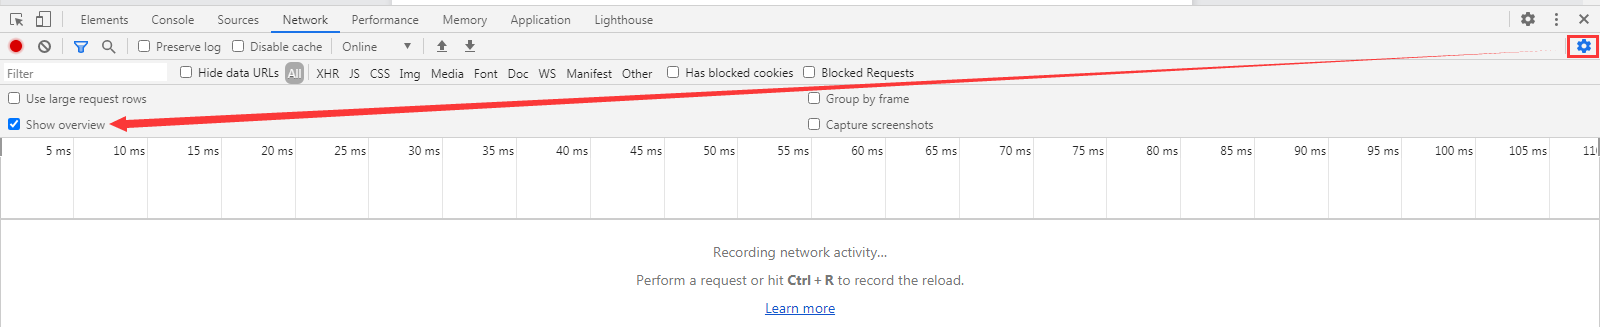 Elements Console Sources Network Performance Memory Application Lighthouse
Preserve log Disable cache Online
Filter Hide data URLs All XHR JS CSS Img Media Font Doc WS Manifest Other Has blocked cookies Blocked Requests
Use large request rows Group by frame
Show overview Capture screenshots
5 ms 10 ms 15 ms 20 ms 25 ms 30 ms 35 ms 40 ms 45 ms 50 ms 55 ms 60 ms 65 ms 70 ms 75 ms 80 ms 85 ms 90 ms 95 ms 100 ms 105 ms 110
Recording network activity...
Perform a request or hit Ctrl + R to record the reload.
Learn more